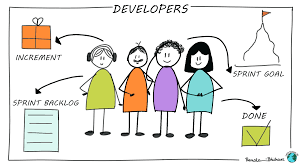 DEVELOPERS
INCREMENT
SPRINT GOAL
SPRINT BACKLOG
DONE